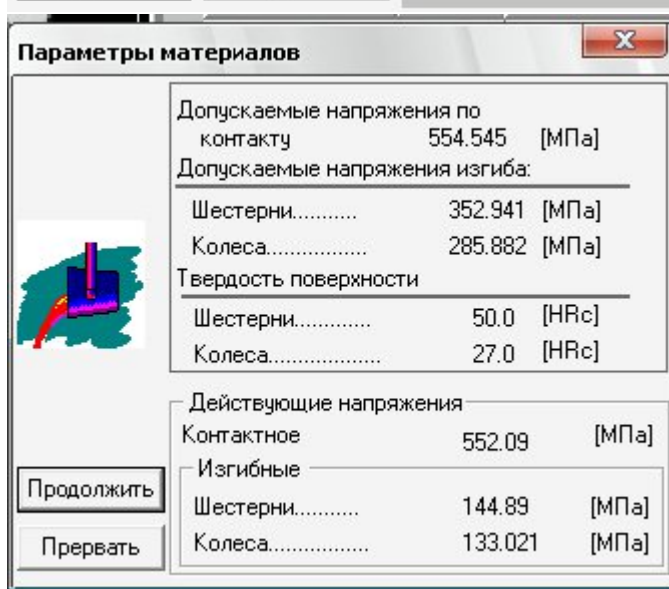 Параметры материалов
Допускаемые напряжения по
контакту 554.545 [МПа]
Допускаемые напряжения изгиба:
Шестерни........... 352.941 [МПа]
Колеса.................. 285.882 [МПа]
Твердость поверхности
Шестерни............. 50.0 [HRc]
Колеса................... 27.0 [HRc]
Действующие напряжения
Контактное 552.09 [МПа]
Изгибные
Шестерни........... 144.89 [МПа]
Колеса................. 133.021 [МПа]
Продолжить
Прервать